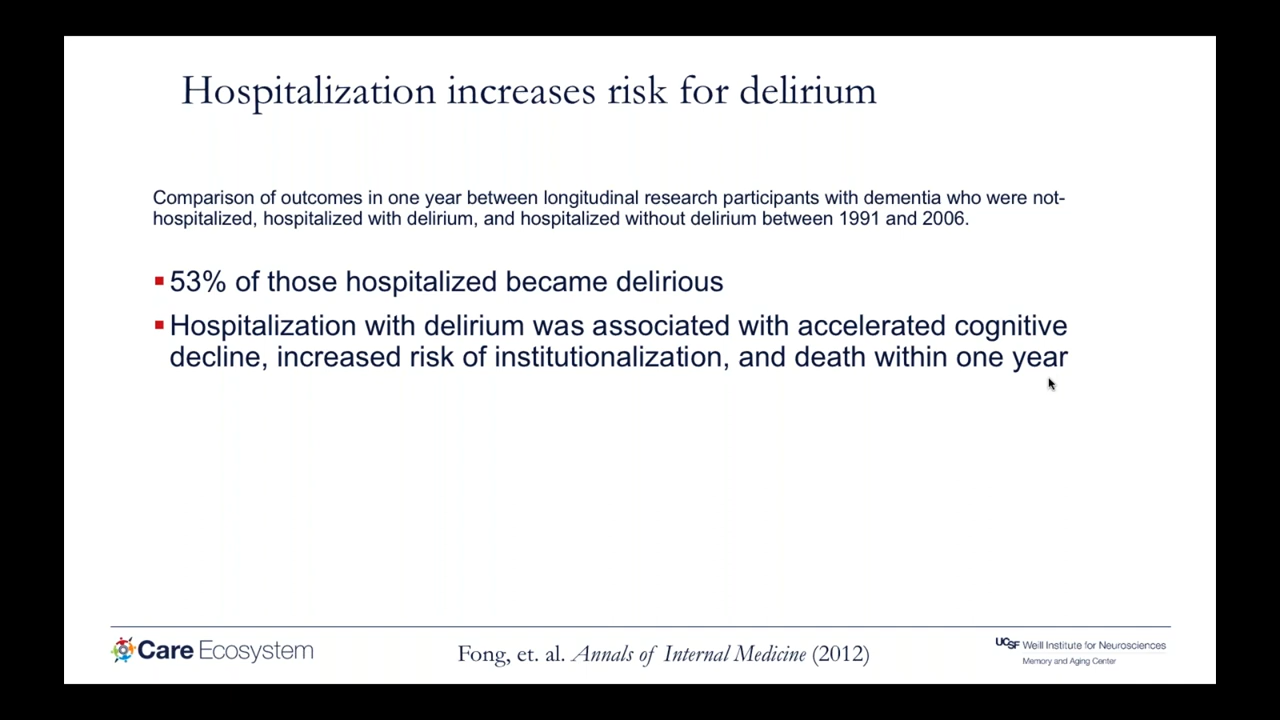 Hospitalization increases risk for delirium
Comparison of outcomes in one year between longitudinal research participants with dementia who were not-
hospitalized, hospitalized with delirium, and hospitalized without delirium between 1991 and 2006.
53% of those hospitalized became delirious
Hospitalization with delirium was associated with accelerated cognitive
decline, increased risk of institutionalization, and death within one year
Care Ecosystem
Fong, et. al. Annals of Internal Medicine (2012)
UCSF Weill Institute for Neurosciences
Memory and Aging Center